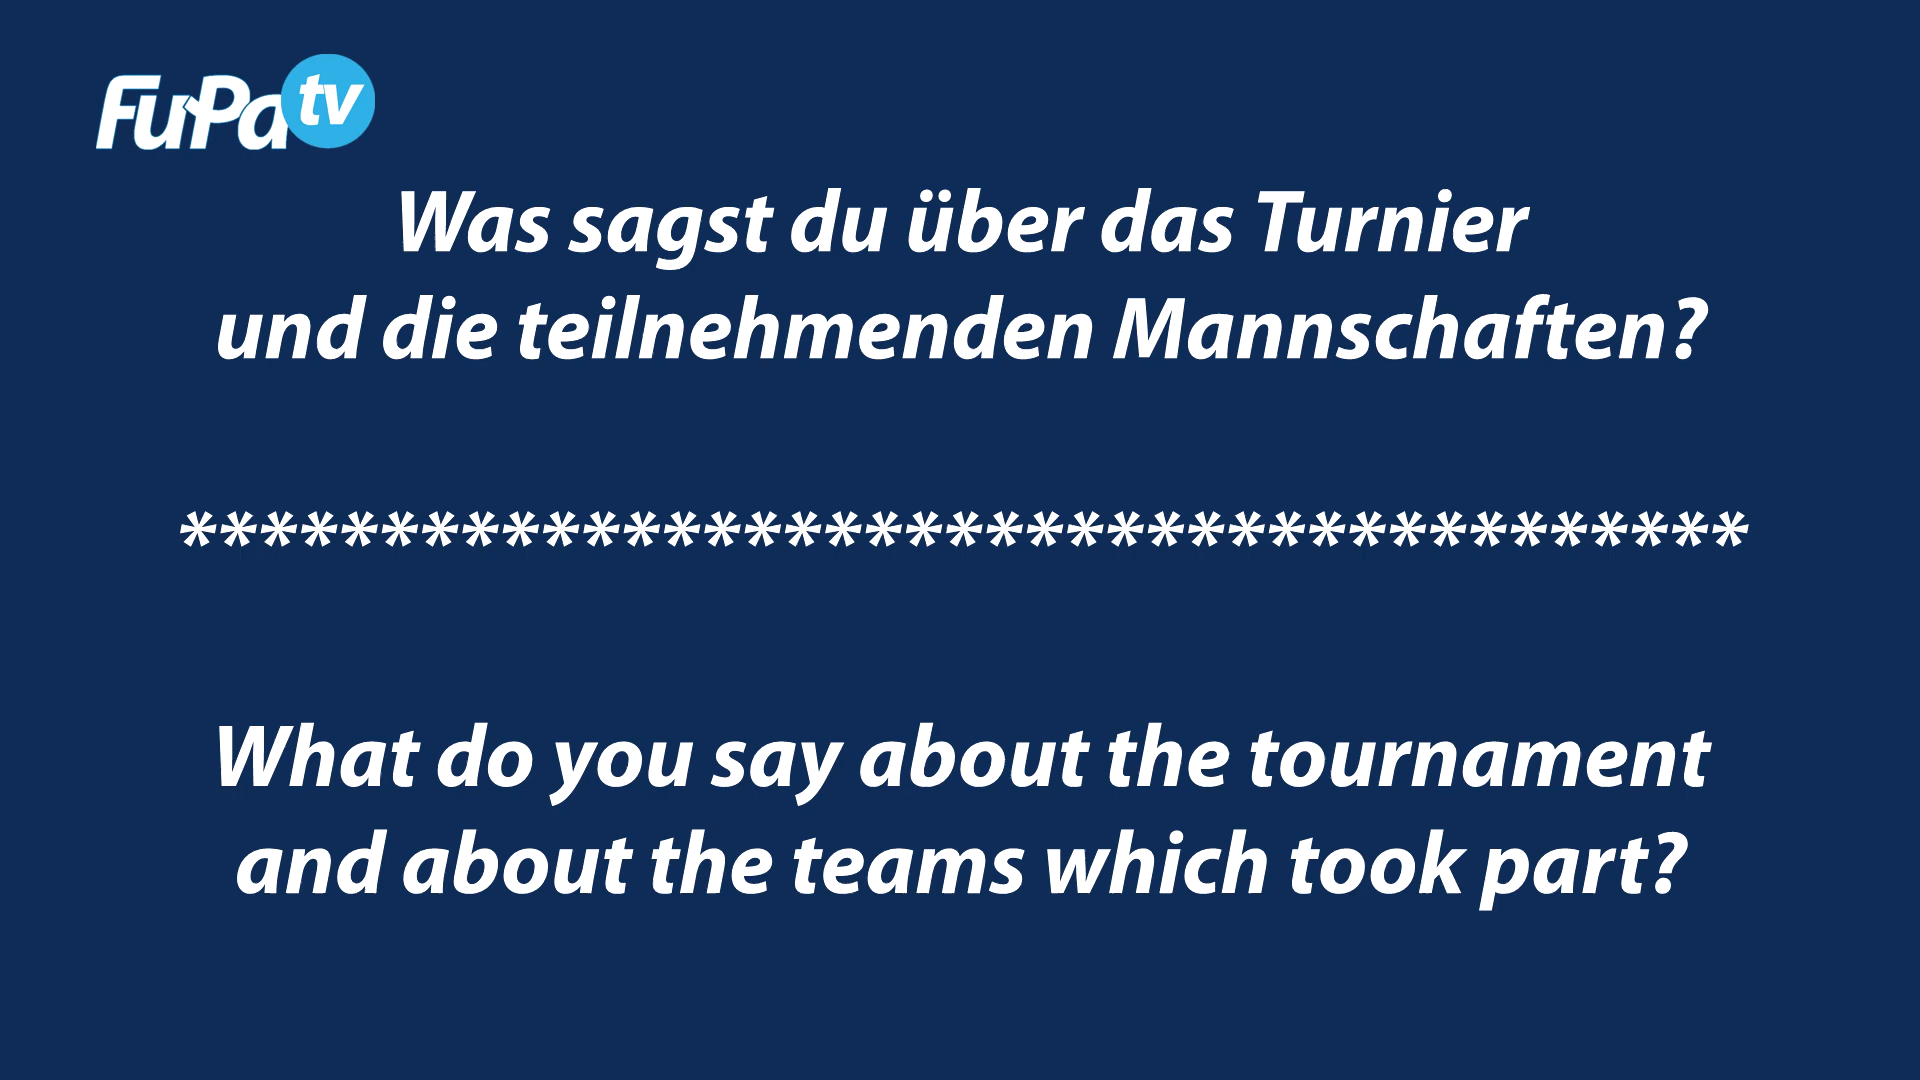 FuPa tv
Was sagst du über das Turnier
und die teilnehmenden Mannschaften?
***************************************
What do you say about the tournament
and about the teams which took part?